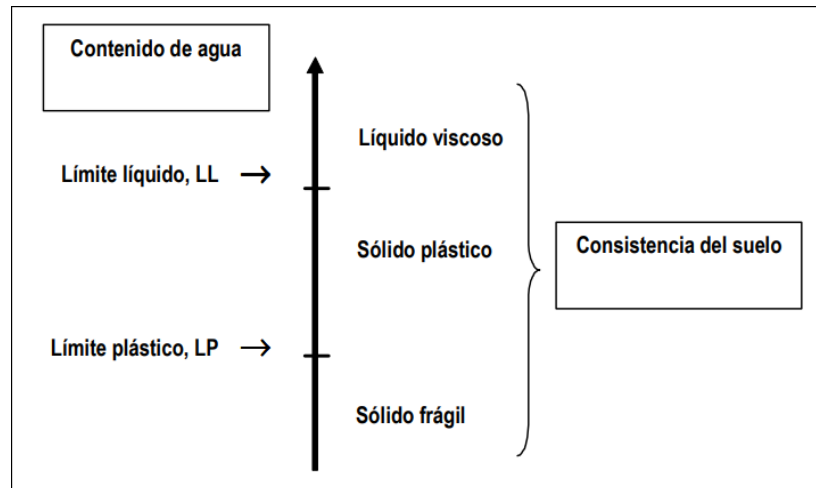 Contenido de agua
Líquido viscoso
Límite líquido, LL →
Sólido plástico
Consistencia del suelo
Límite plástico, LP →
Sólido frágil